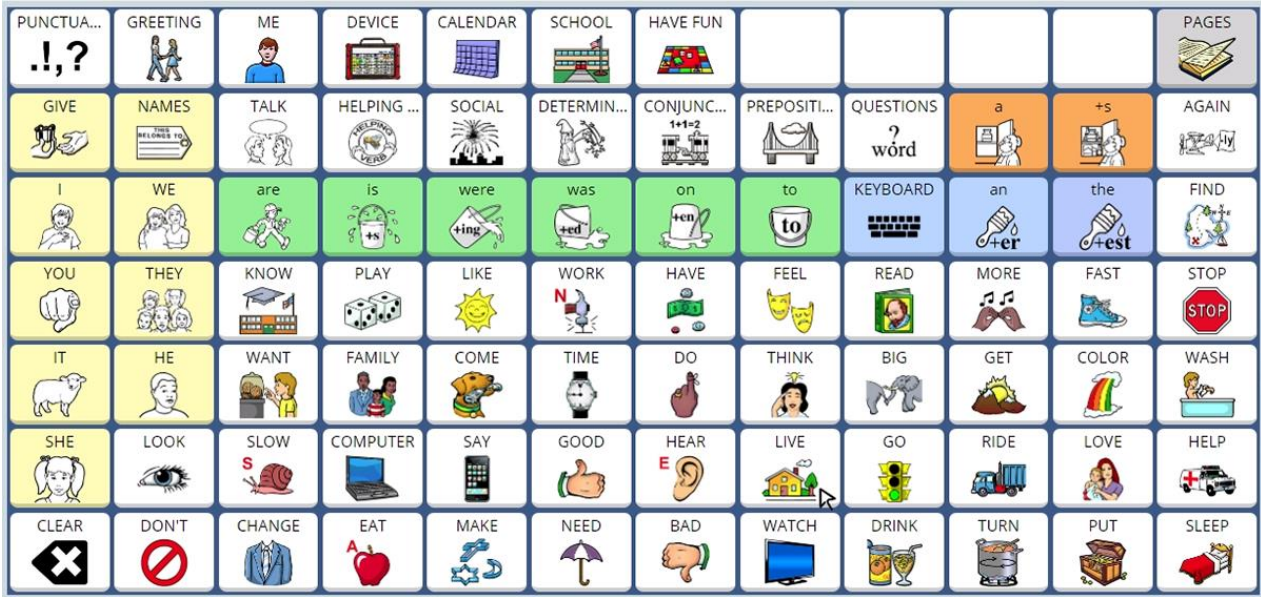 PUNCTUA... GREETING ME DEVICE CALENDAR SCHOOL HAVE FUN PAGES
.!,?
GIVE NAMES TALK HELPING ... SOCIAL DETERMIN... CONJUNC... PREPOSITI... QUESTIONS a +s AGAIN
THIS BELONGS TO HELPING VERB 1+1=2 ? word -ly
I WE are is were was on to KEYBOARD an the FIND
+s +ing +ed +en to +er +est
YOU THEY KNOW PLAY LIKE WORK HAVE FEEL READ MORE FAST STOP
N STOP
IT HE WANT FAMILY COME TIME DO THINK BIG GET COLOR WASH
SHE LOOK SLOW COMPUTER SAY GOOD HEAR LIVE GO RIDE LOVE HELP
S E
CLEAR DON'T CHANGE EAT MAKE NEED BAD WATCH DRINK TURN PUT SLEEP
A